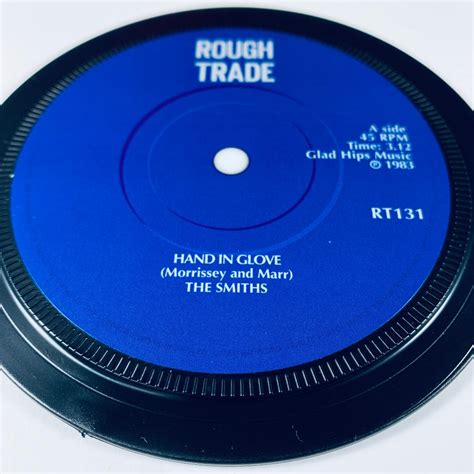 ROUGH
TRADE
A side
45 RPM
Time: 3.12
Glad Hips Music
℗ 1983
RT131
HAND IN GLOVE
(Morrissey and Marr)
THE SMITHS